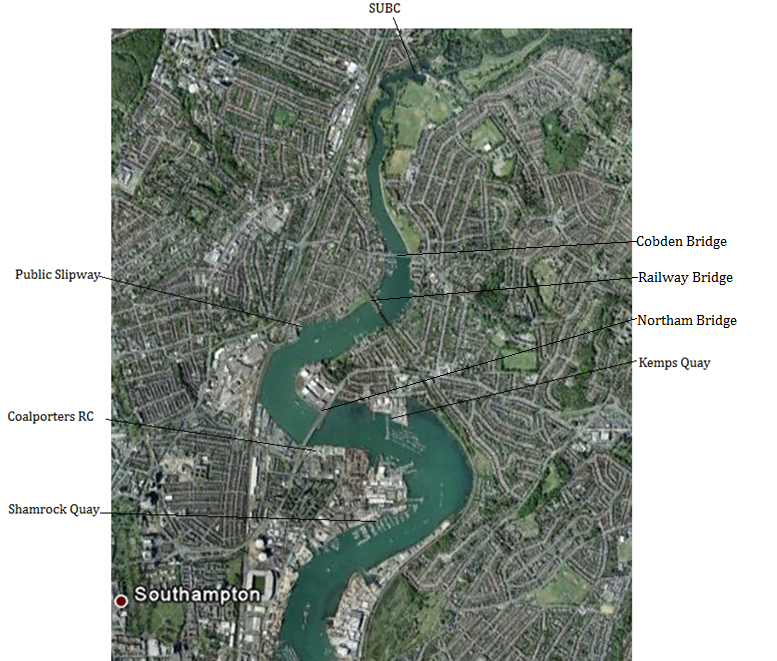 SUBC
Cobden Bridge
Public Slipway
Railway Bridge
Northam Bridge
Kemps Quay
Coalporters RC
Shamrock Quay
Southampton